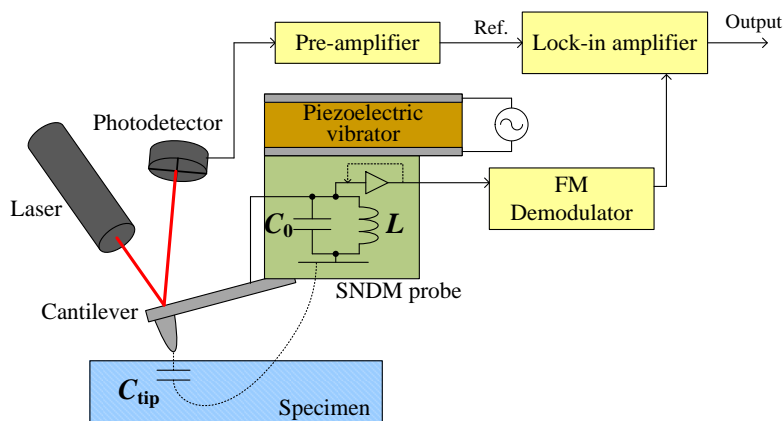 Pre-amplifier
Ref.
Lock-in amplifier
Output
Photodetector
Piezoelectric
vibrator
Laser
C0
L
FM
Demodulator
SNDM probe
Cantilever
Ctip
Specimen